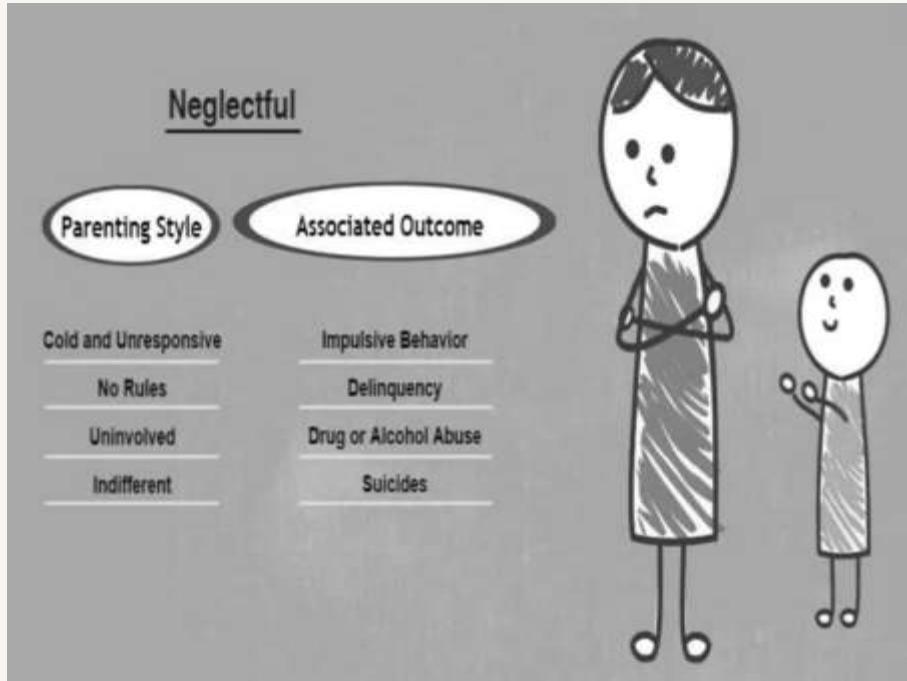 Neglectful
Parenting Style
Associated Outcome
Cold and Unresponsive
Impulsive Behavior
No Rules
Delinquency
Uninvolved
Drug or Alcohol Abuse
Indifferent
Suicides